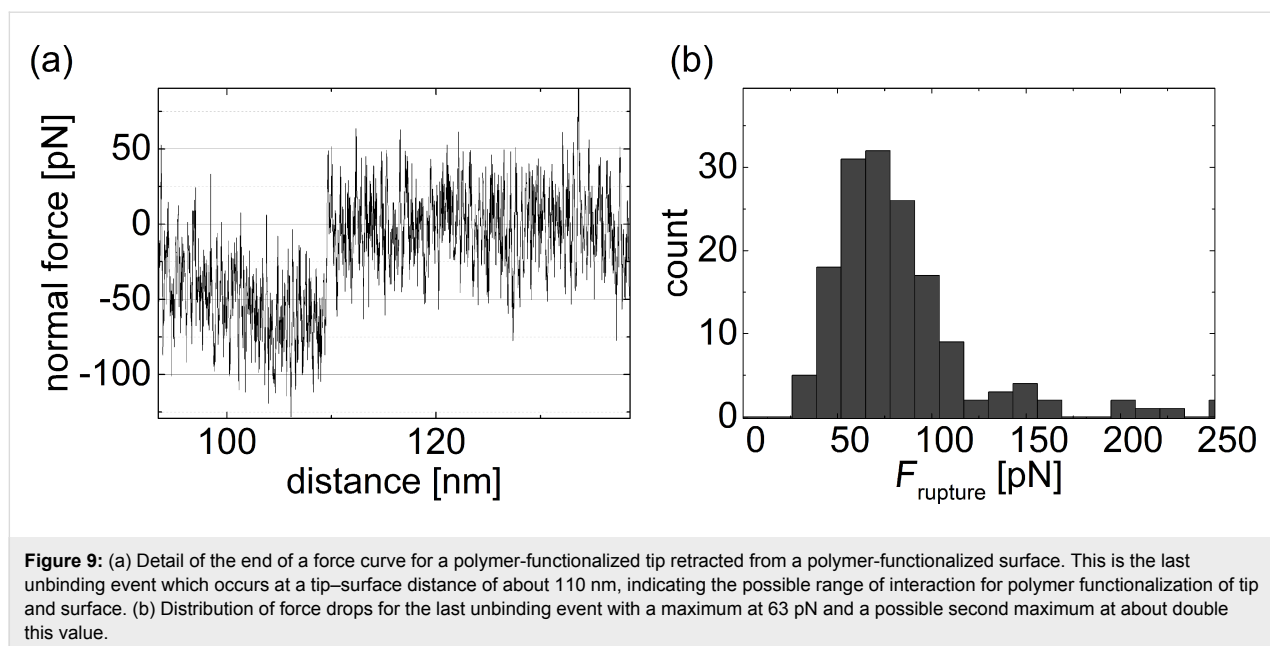 (a)
(b)
normal force [pN]
50
0
-50
-100
100
120
distance [nm]
count
30
20
10
0
0
50
100
150
200
250
F rupture [pN]
Figure 9: (a) Detail of the end of a force curve for a polymer-functionalized tip retracted from a polymer-functionalized surface. This is the last
unbinding event which occurs at a tip–surface distance of about 110 nm, indicating the possible range of interaction for polymer functionalization of tip
and surface. (b) Distribution of force drops for the last unbinding event with a maximum at 63 pN and a possible second maximum at about double
this value.